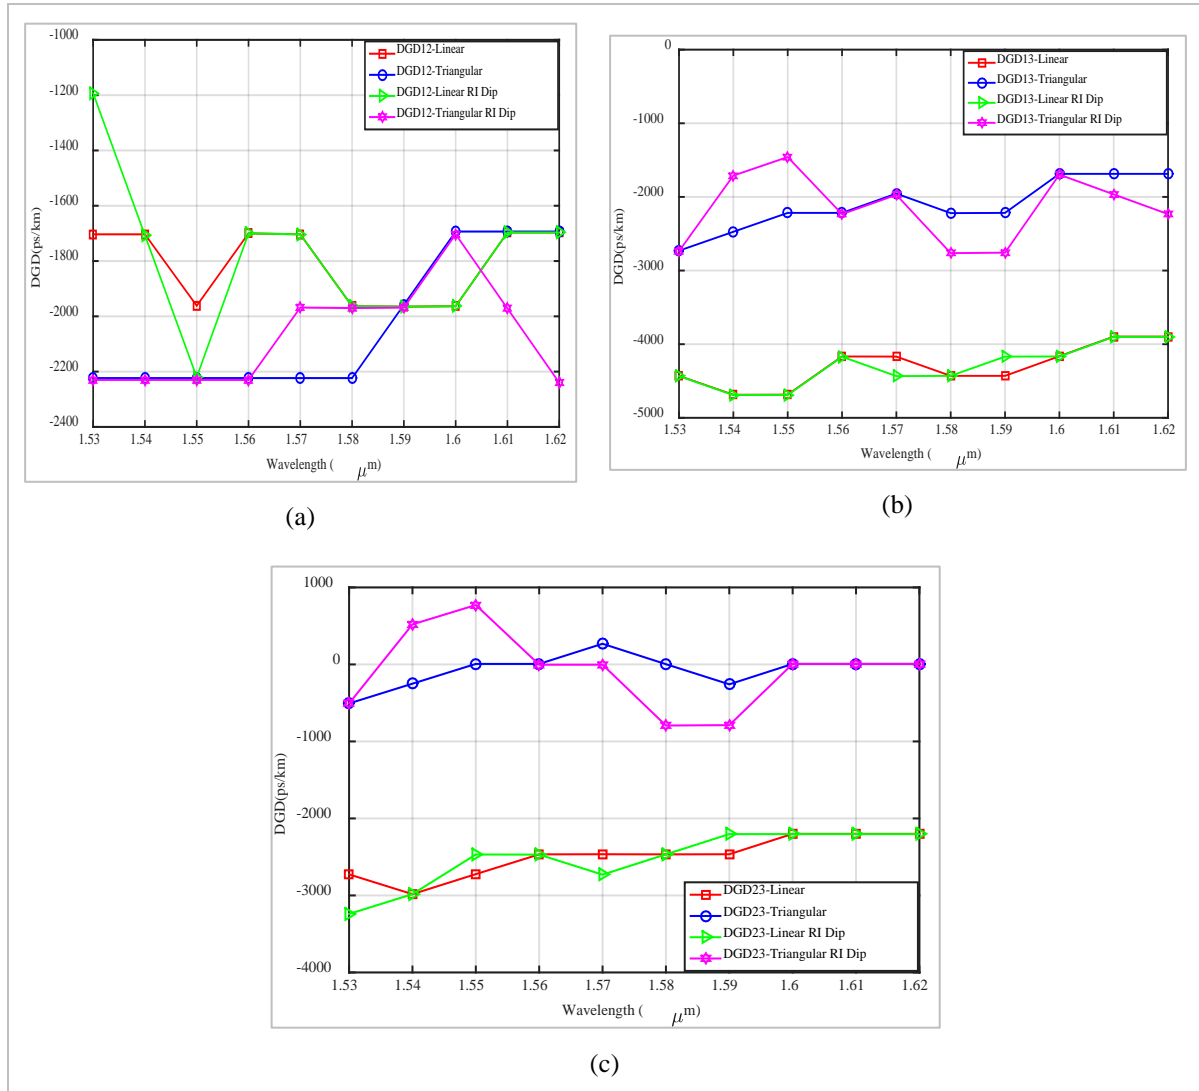 -1000
-1200
-1400
-1600
-1800
-2000
-2200
-2400
DGD(ps/km)
DGD12-Linear
DGD12-Triangular
DGD12-Linear RI Dip
DGD12-Triangular RI Dip
1.53 1.54 1.55 1.56 1.57 1.58 1.59 1.6 1.61 1.62
Wavelength ( μm)
(a)
0
-1000
-2000
-3000
-4000
-5000
DGD(ps/km)
DGD13-Linear
DGD13-Triangular
DGD13-Linear RI Dip
DGD13-Triangular RI Dip
1.53 1.54 1.55 1.56 1.57 1.58 1.59 1.6 1.61 1.62
Wavelength ( μm)
(b)
1000
0
-1000
-2000
-3000
-4000
DGD(ps/km)
DGD23-Linear
DGD23-Triangular
DGD23-Linear RI Dip
DGD23-Triangular RI Dip
1.53 1.54 1.55 1.56 1.57 1.58 1.59 1.6 1.61 1.62
Wavelength ( μm)
(c)